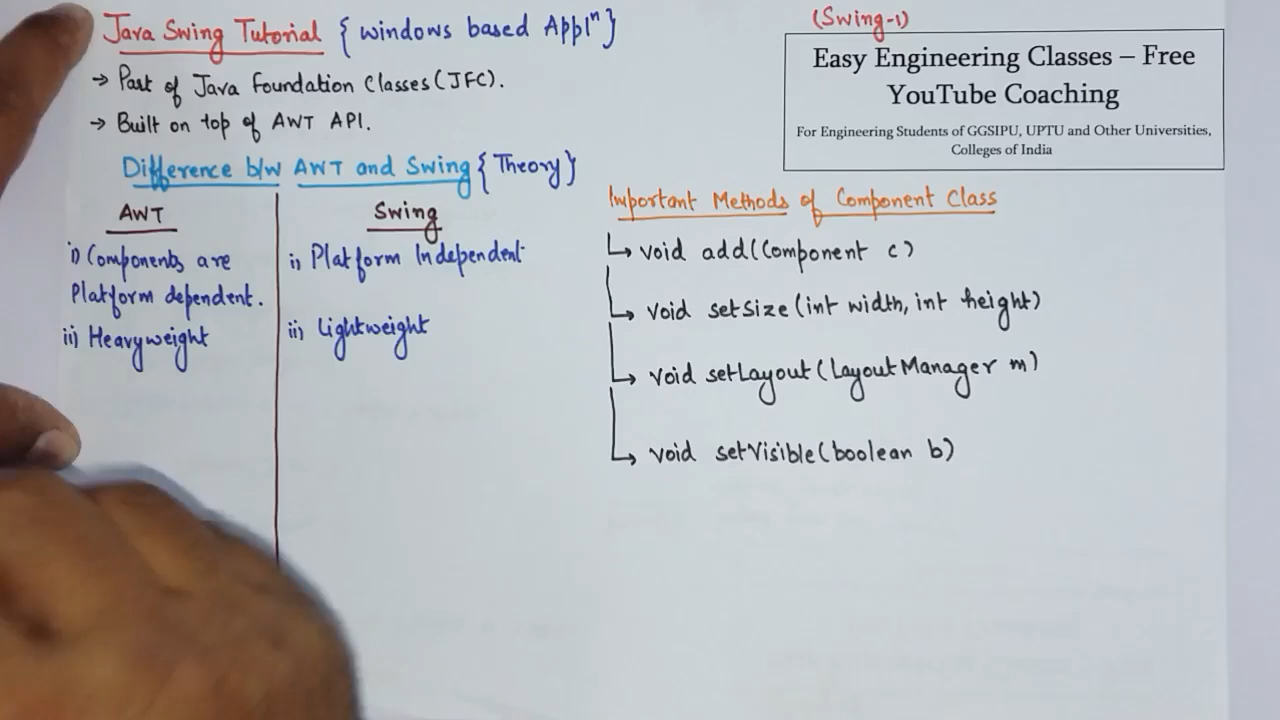 Java Swing Tutorial { windows based Applⁿ }
(Swing-1)
Easy Engineering Classes – Free
YouTube Coaching
For Engineering Students of GGSIPU, UPTU and Other Universities,
Colleges of India
→ Part of Java Foundation Classes (JFC).
→ Built on top of AWT API.
Difference b/w AWT and Swing { Theory }
AWT
i) Components are
Platform dependent.
ii) Heavyweight
Swing
i) Platform Independent
ii) Lightweight
Important Methods of Component Class
↳ void add(Component c)
↳ void setSize (int width, int height)
↳ void setLayout (LayoutManager m)
↳ void setVisible (boolean b)